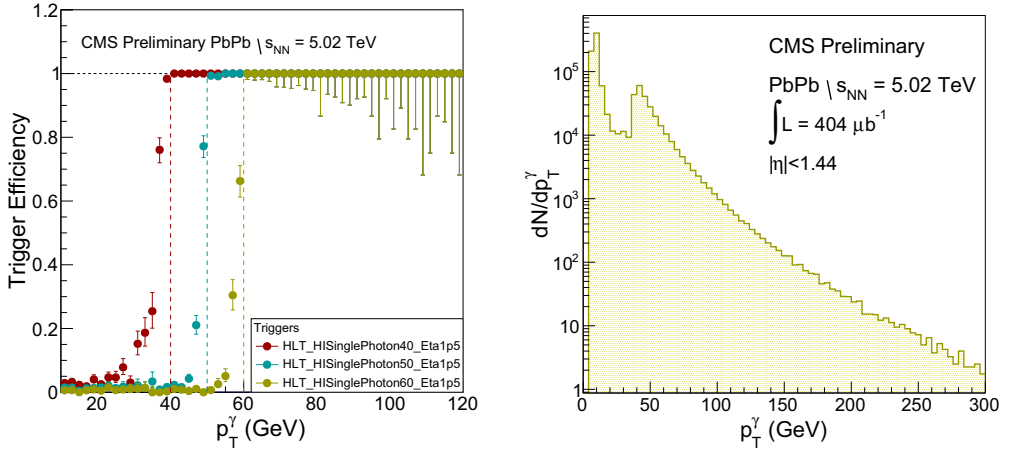 1.2
1
0.8
0.6
0.4
0.2
0
Trigger Efficiency
CMS Preliminary PbPb \ s_NN = 5.02 TeV
Triggers
HLT_HISinglePhoton40_Eta1p5
HLT_HISinglePhoton50_Eta1p5
HLT_HISinglePhoton60_Eta1p5
20 40 60 80 100 120
p_T^γ (GeV)
10^5
10^4
10^3
10^2
10
1
dN/dp_T^γ
CMS Preliminary
PbPb \ s_NN = 5.02 TeV
∫L = 404 μb^-1
|η|<1.44
0 50 100 150 200 250 300
p_T^γ (GeV)